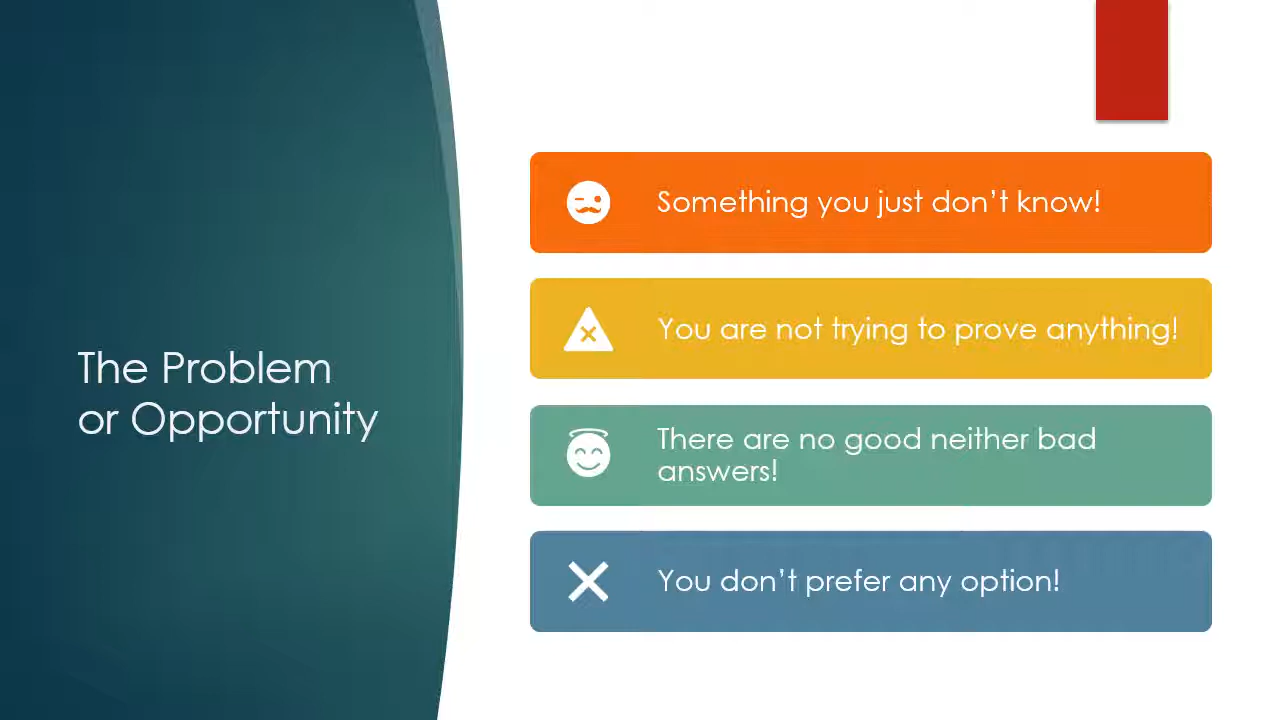 The Problem
or Opportunity
Something you just don’t know!
You are not trying to prove anything!
There are no good neither bad
answers!
You don’t prefer any option!